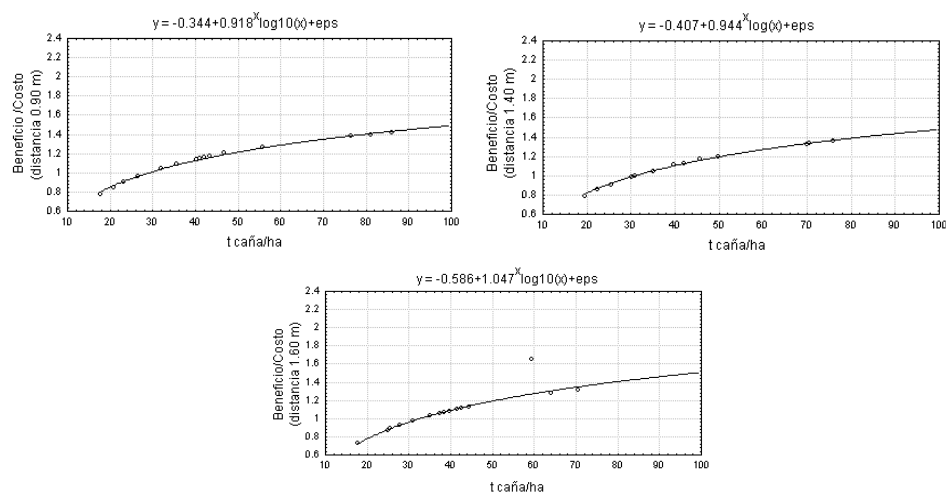 y = -0.344+0.918^xlog10(x)+eps
2.4
2.2
2
1.8
1.6
1.4
1.2
1
0.8
0.6
Beneficio /Costo
(distancia 0.90 m)
10 20 30 40 50 60 70 80 90 100
t caña/ha
y = -0.407+0.944^xlog(x)+eps
2.4
2.2
2
1.8
1.6
1.4
1.2
1
0.8
0.6
Beneficio/Costo
(distancia 1.40 m)
10 20 30 40 50 60 70 80 90 100
t caña/ha
y = -0.586+1.047^xlog10(x)+eps
2.4
2.2
2
1.8
1.6
1.4
1.2
1
0.8
0.6
Beneficio/Costo
(distancia 1.60 m)
10 20 30 40 50 60 70 80 90 100
t caña/ha